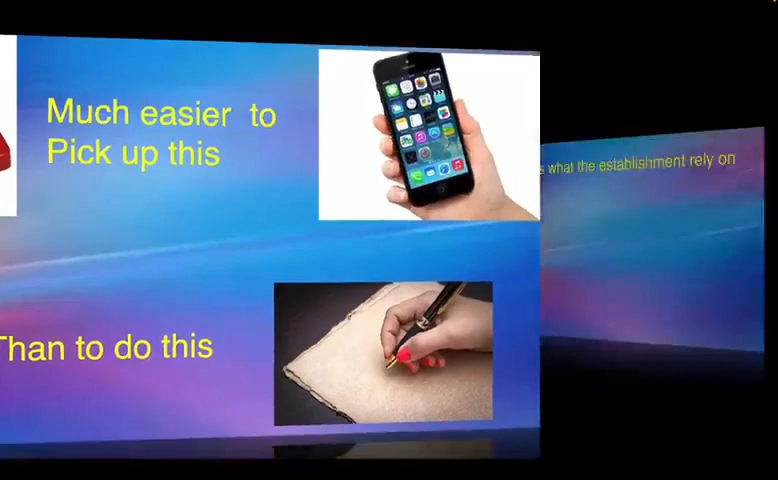 Much easier to
Pick up this
Than to do this
s what the establishment rely on